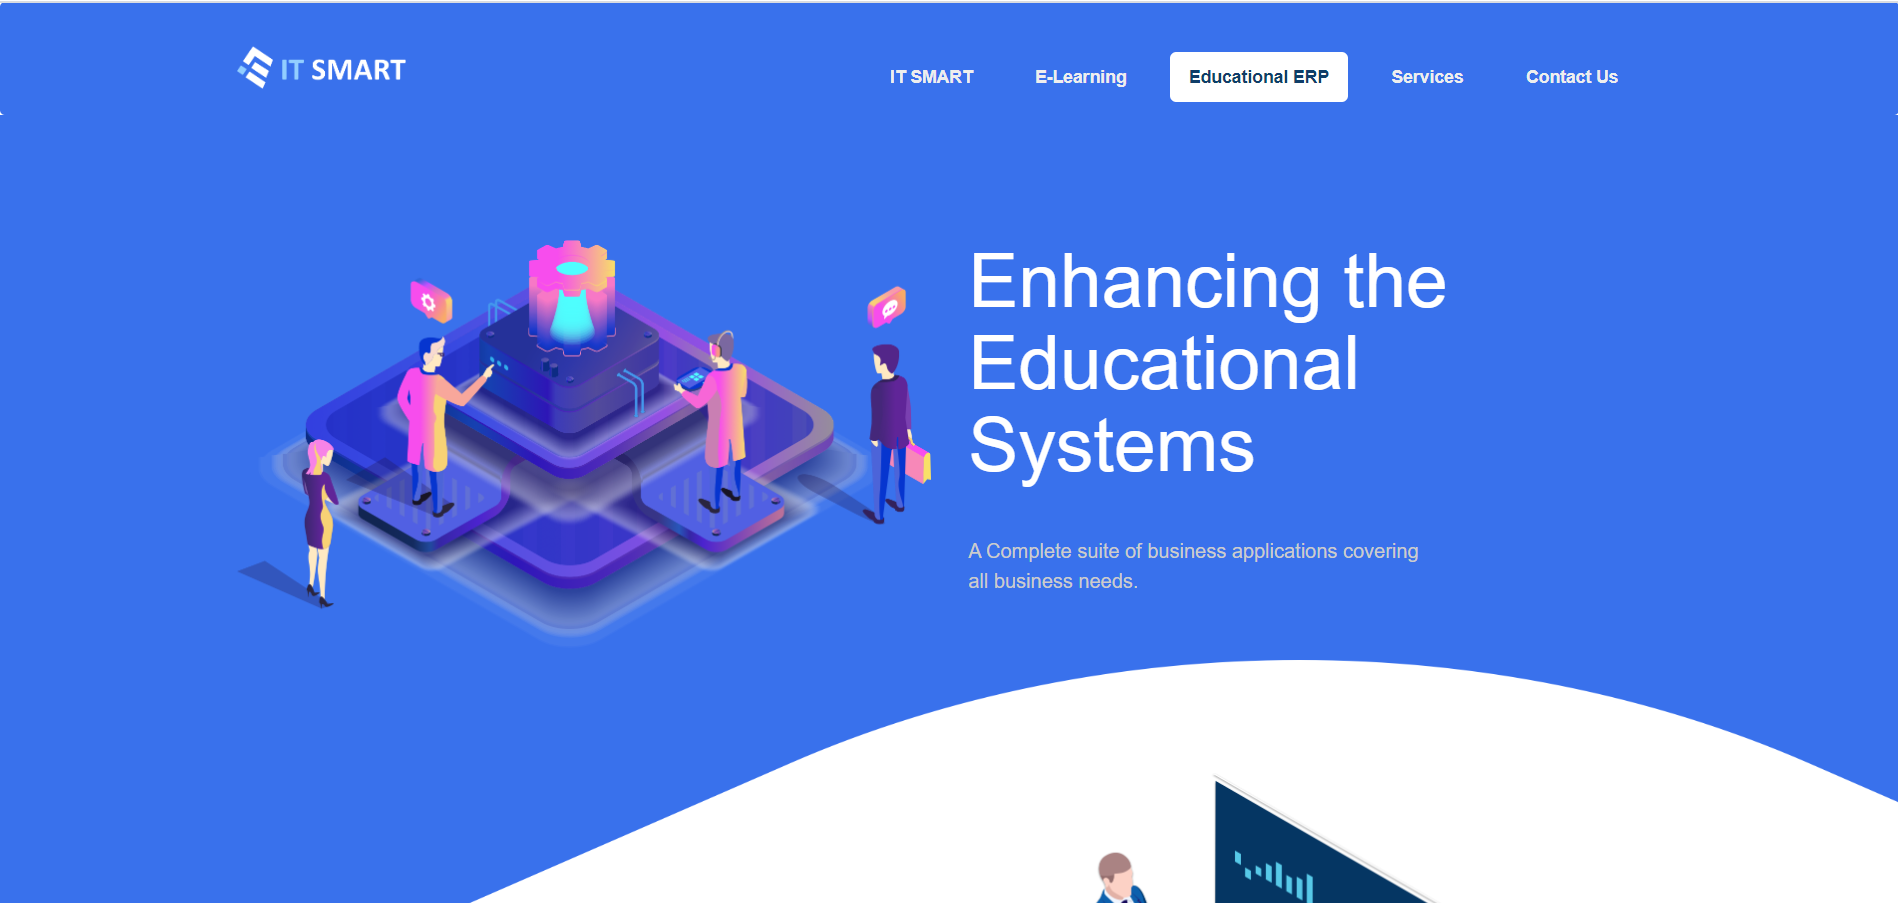 IT SMART
IT SMART
E-Learning
Educational ERP
Services
Contact Us
Enhancing the
Educational
Systems
A Complete suite of business applications covering
all business needs.